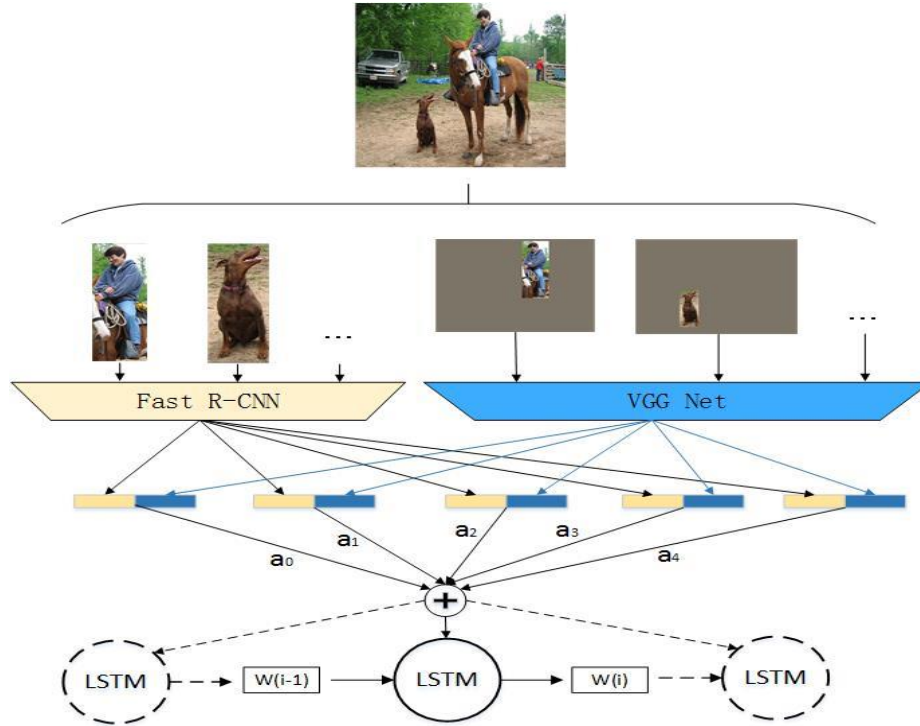 ...
...
Fast R-CNN
VGG Net
a₀
a₁
a₂
a₃
a₄
+
LSTM
W(i-1)
LSTM
W(i)
LSTM